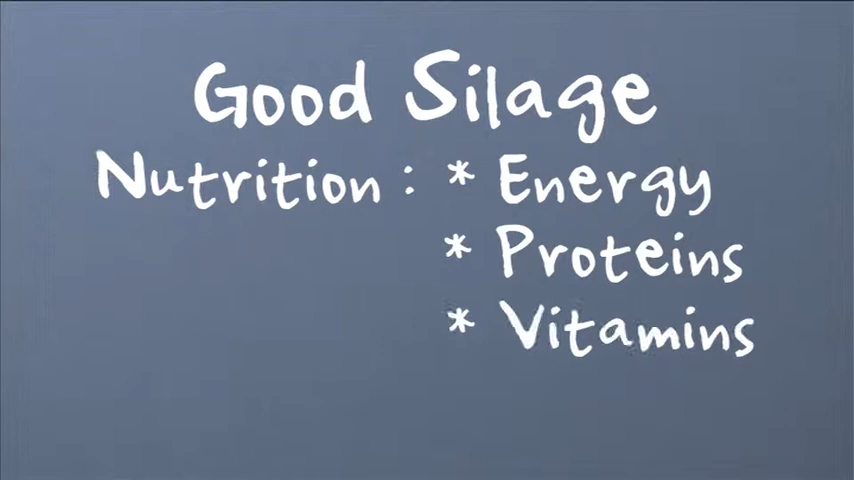 Good Silage
Nutrition : * Energy
* Proteins
* Vitamins